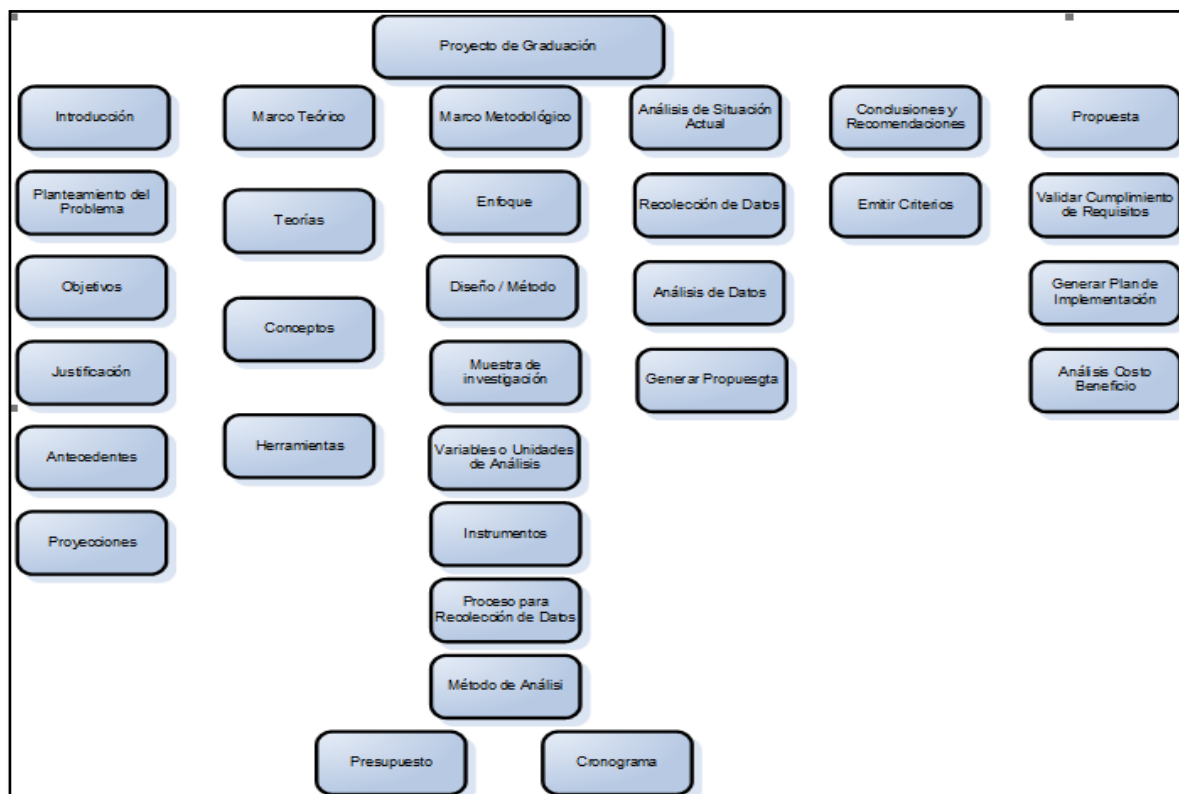 Proyecto de Graduación
Introducción
Marco Teórico
Marco Metodológico
Análisis de Situación
Actual
Conclusiones y
Recomendaciones
Propuesta
Planteamiento del
Problema
Objetivos
Justificación
Antecedentes
Proyecciones
Teorías
Conceptos
Herramientas
Enfoque
Diseño / Método
Muestra de
investigación
Variables o Unidades
de Análisis
Instrumentos
Proceso para
Recolección de Datos
Método de Análisi
Recolección de Datos
Análisis de Datos
Generar Propuesgta
Emitir Criterios
Validar Cumplimiento
de Requisitos
Generar Plan de
Implementación
Análisis Costo
Beneficio
Presupuesto
Cronograma